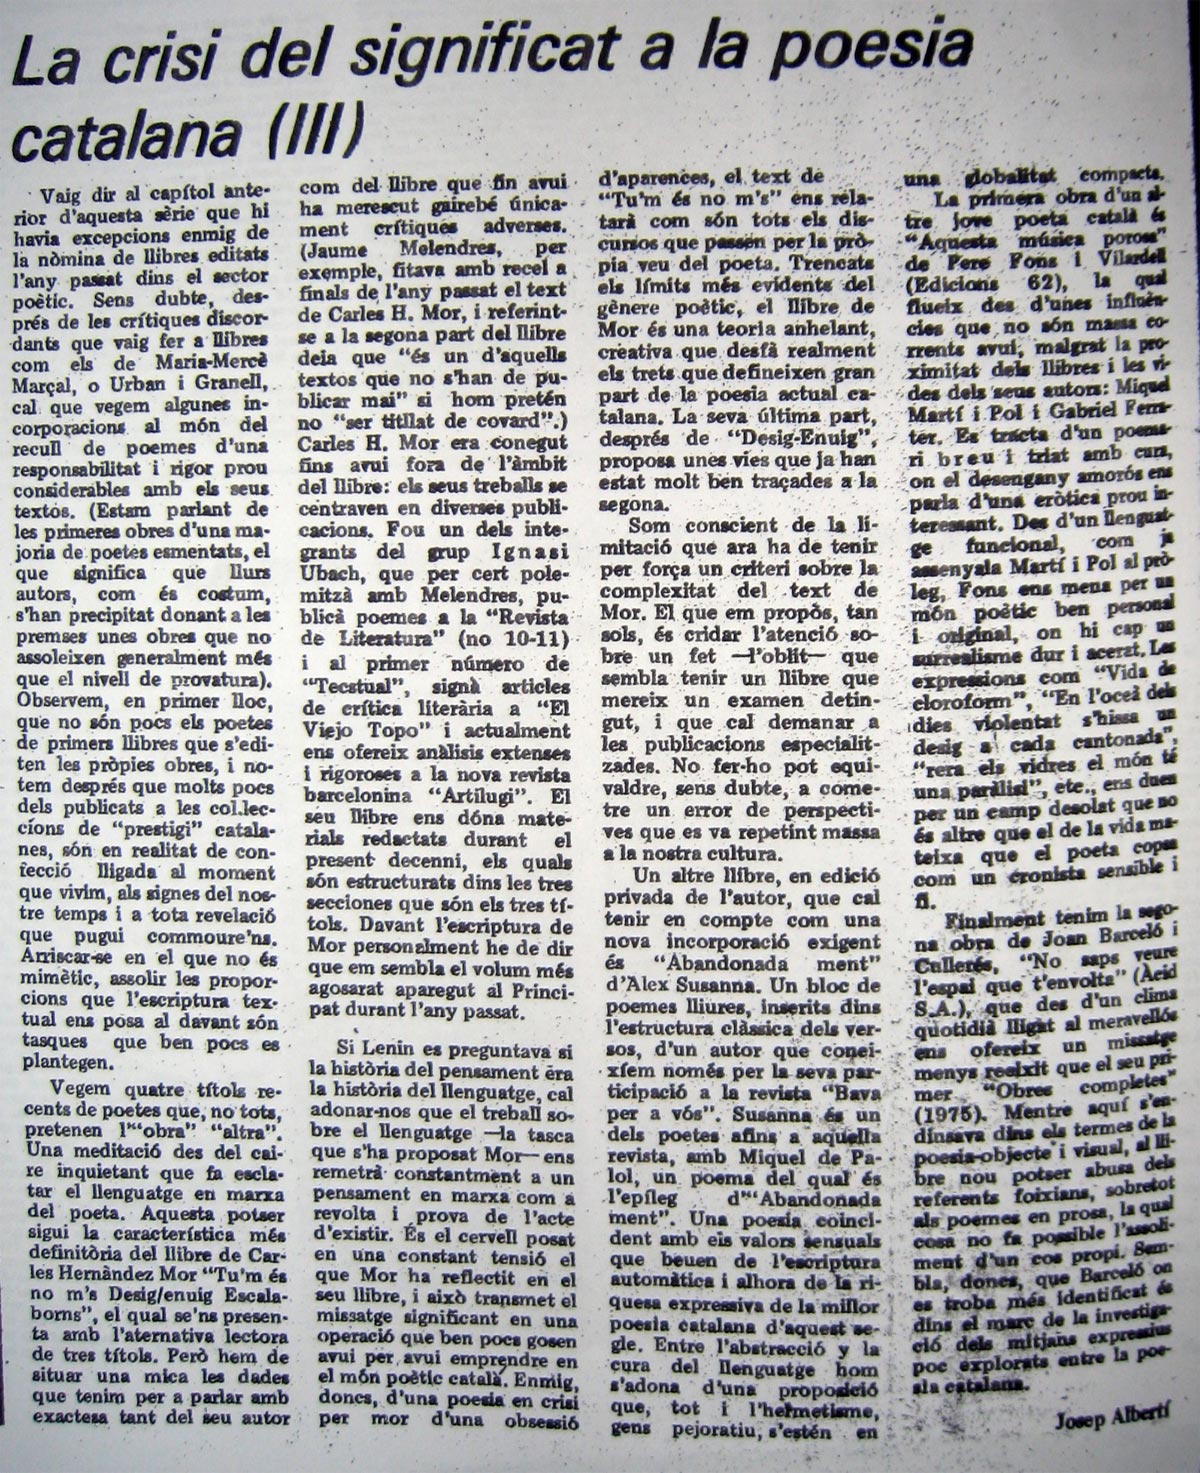 La crisi del significat a la poesia
catalana (III)
Vaig dir al capítol ante-
rior d'aquesta sèrie que hi
havia excepcions enmig de
la nòmina de llibres editats
l'any passat dins el sector
poètic. Sens dubte, des-
prés de les crítiques discor-
dants que vaig fer a llibres
com els de Maria-Mercè
Marçal, o Urban i Granell,
cal que vegem algunes in-
corporacions al món del
recull de poemes d'una
responsabilitat i rigor prou
considerables amb els seus
textos. (Estam parlant de
les primeres obres d'una ma-
joria de poetes esmentats, el
que significa que llurs
autors, com és costum,
s'han precipitat donant a les
premses unes obres que no
assoleixen generalment més
que el nivell de provatura).
Observem, en primer lloc,
que no són pocs els poetes
de primers llibres que s'edi-
ten les pròpies obres, i no-
tem després que molts pocs
dels publicats a les col.lec-
cions de "prestigi" catala-
nes, són en realitat de con-
fecció lligada al moment
que vivim, als signes del nos-
tre temps i a tota revelació
que pugui commoure'ns.
Arriscar-se en el que no és
mimètic, assolir les propor-
cions que l'escriptura tex-
tual ens posa al davant són
tasques que ben pocs es
plantegen.
Vegem quatre títols re-
cents de poetes que, no tots,
pretenen l'"obra" "altra".
Una meditació des del cai-
re inquietant que fa escla-
tar el llenguatge en marxa
del poeta. Aquesta potser
sigui la característica més
definitòria del llibre de Car-
les Hernàndez Mor "Tu'm és
no m's Desig/enuig Escala-
borns", el qual se'ns presen-
ta amb l'aternativa lectora
de tres títols. Però hem de
situar una mica les dades
que tenim per a parlar amb
exactesa tant del seu autor
com del llibre que fin avui
ha merescut gairebé única-
ment crítiques adverses.
(Jaume Melendres, per
exemple, fitava amb recel a
finals de l'any passat el text
de Carles H. Mor, i referint-
se a la segona part del llibre
deia que "és un d'aquells
textos que no s'han de pu-
blicar mai" si hom pretén
no "ser titllat de covard".)
Carles H. Mor era conegut
fins avui fora de l'àmbit
del llibre: els seus treballs se
centraven en diverses publi-
cacions. Fou un dels inte-
grants del grup Ignasi
Ubach, que per cert pole-
mitzà amb Melendres, pu-
blicà poemes a la "Revista
de Literatura" (no 10-11)
i al primer número de
"Tecstual", signà articles
de crítica literària a "El
Viejo Topo" i actualment
ens ofereix anàlisis extenses
i rigoroses a la nova revista
barcelonina "Artilugi". El
seu llibre ens dóna mate-
rials redactats durant el
present decenni, els quals
són estructurats dins les tres
secciones que són els tres tí-
tols. Davant l'escriptura de
Mor personalment he de dir
que em sembla el volum més
agosarat aparegut al Princi-
pat durant l'any passat.
Si Lenin es preguntava si
la història del pensament èra
la història del llenguatge, cal
adonar-nos que el treball so-
bre el llenguatge —la tasca
que s'ha proposat Mor— ens
remetrà constantment a un
pensament en marxa com a
revolta i prova de l'acte
d'existir. És el cervell posat
en una constant tensió el
que Mor ha reflectit en el
seu llibre, i això transmet el
missatge significant en una
operació que ben pocs gosen
avui per avui emprendre en
el món poètic català. Enmig,
doncs, d'una poesia en crisi
per mor d'una obsessió
d'aparences, el text de
"Tu'm és no m's" ens rela-
tarà com són tots els dis-
cursos que passen per la prò-
pia veu del poeta. Trencats
els límits més evidents del
gènere poètic, el llibre de
Mor és una teoria anhelant,
creativa que desfà realment
els trets que defineixen gran
part de la poesia actual ca-
talana. La seva última part,
després de "Desig-Enuig",
proposa unes vies que ja han
estat molt ben traçades a la
segona.
Som conscient de la li-
mitació que ara ha de tenir
per força un criteri sobre la
complexitat del text de
Mor. El que em propòs, tan
sols, és cridar l'atenció so-
bre un fet —l'oblit— que
sembla tenir un llibre que
mereix un examen detin-
gut, i que cal demanar a
les publicacions especialit-
zades. No fer-ho pot equi-
valdre, sens dubte, a come-
tre un error de perspecti-
ves que es va repetint massa
a la nostra cultura.
Un altre llibre, en edició
privada de l'autor, que cal
tenir en compte com una
nova incorporació exigent
és "Abandonada ment"
d'Alex Susanna. Un bloc de
poemes lliures, inserits dins
l'estructura clàssica dels ver-
sos, d'un autor que conei-
xíem només per la seva par-
ticipació a la revista "Bava
per a vós". Susanna és un
dels poetes afins a aquella
revista, amb Miquel de Pa-
lol, un poema del qual és
l'epíleg d'"Abandonada
ment". Una poesia coinci-
dent amb els valors sensuals
que beuen de l'escriptura
automàtica i alhora de la ri-
quesa expressiva de la millor
poesia catalana d'aquest se-
gle. Entre l'abstracció y la
cura del llenguatge hom
s'adona d'una proposició
que, tot i l'hermetisme,
gens pejoratiu, s'estén en
una globalitat compacta.
La primera obra d'un al-
tre jove poeta català és
"Aquesta música porosa"
de Pere Fons i Vilardell
(Edicions 62), la qual
flueix des d'unes influèn-
cies que no són massa co-
rrents avui, malgrat la pro-
ximitat dels llibres i les vi-
des dels seus autors: Miquel
Martí i Pol i Gabriel Ferra-
ter. Es tracta d'un poema-
ri breu i triat amb cura,
on el desengany amorós ens
parla d'una eròtica prou in-
teressant. Des d'un llenguat-
ge funcional, com ja
assenyala Martí i Pol al prò-
leg, Fons ens mena per un
món poètic ben personal
i original, on hi cap un
surrealisme dur i acerat. Les
expressions com "Vida de
cloroform", "En l'oceà dels
dies violentat s'hissa un
desig a cada cantonada",
"rera els vidres el món té
una paràlisi", etc., ens duen
per un camp desolat que no
és altre que el de la vida ma-
teixa que el poeta copsa
com un cronista sensible i
fi.
Finalment tenim la sego-
na obra de Joan Barceló i
Cullerés, "No saps veure
l'espai que t'envolta" (Àcid
S.A.), que des d'un clima
quotidià lligat al meravellós
ens ofereix un missatge
menys reeixit que el seu pri-
mer "Obres completes"
(1975). Mentre aquí s'en-
dinsava dins els termes de la
poesia-objecte i visual, al lli-
bre nou potser abusa dels
referents foixians, sobretot
als poemes en prosa, la qual
cosa no fa possible l'assoli-
ment d'un cos propi. Sem-
bla, doncs, que Barceló on
es troba més identificat és
dins el marc de la investiga-
ció dels mitjans expressius
poc explorats entre la poe-
sia catalana.
Josep Albertí